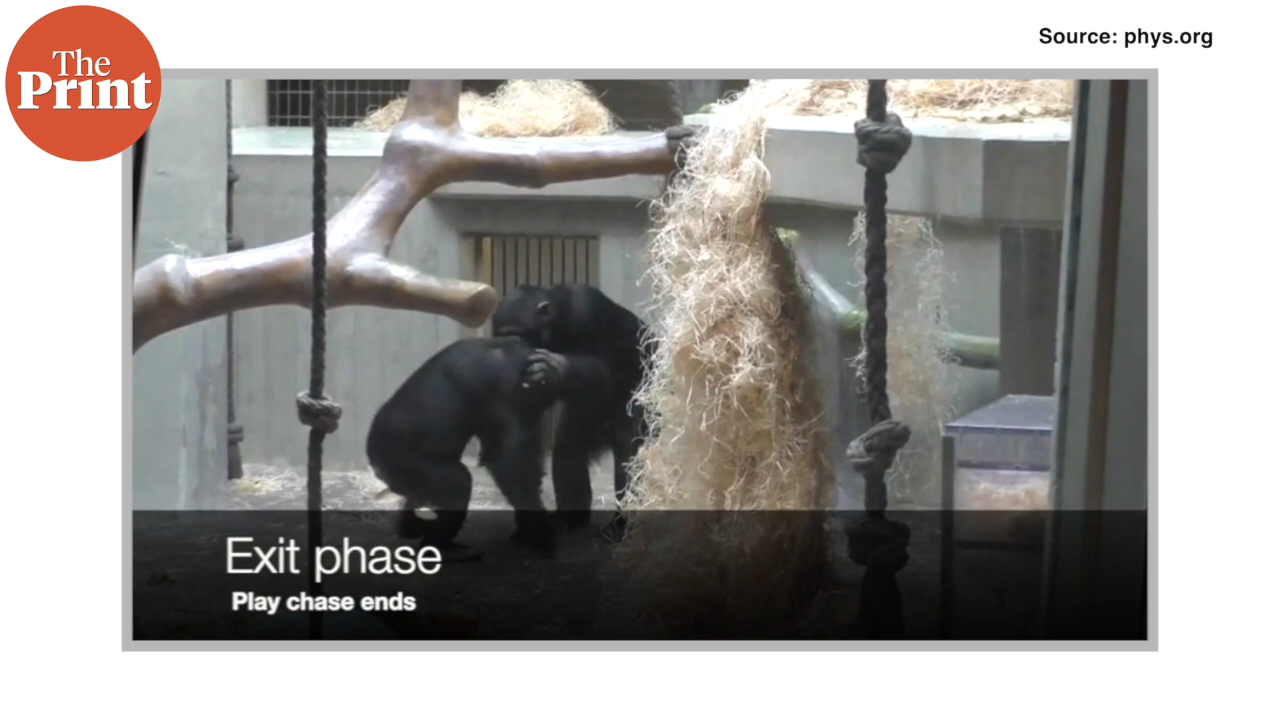 The
Print
Source: phys.org
Exit phase
Play chase ends